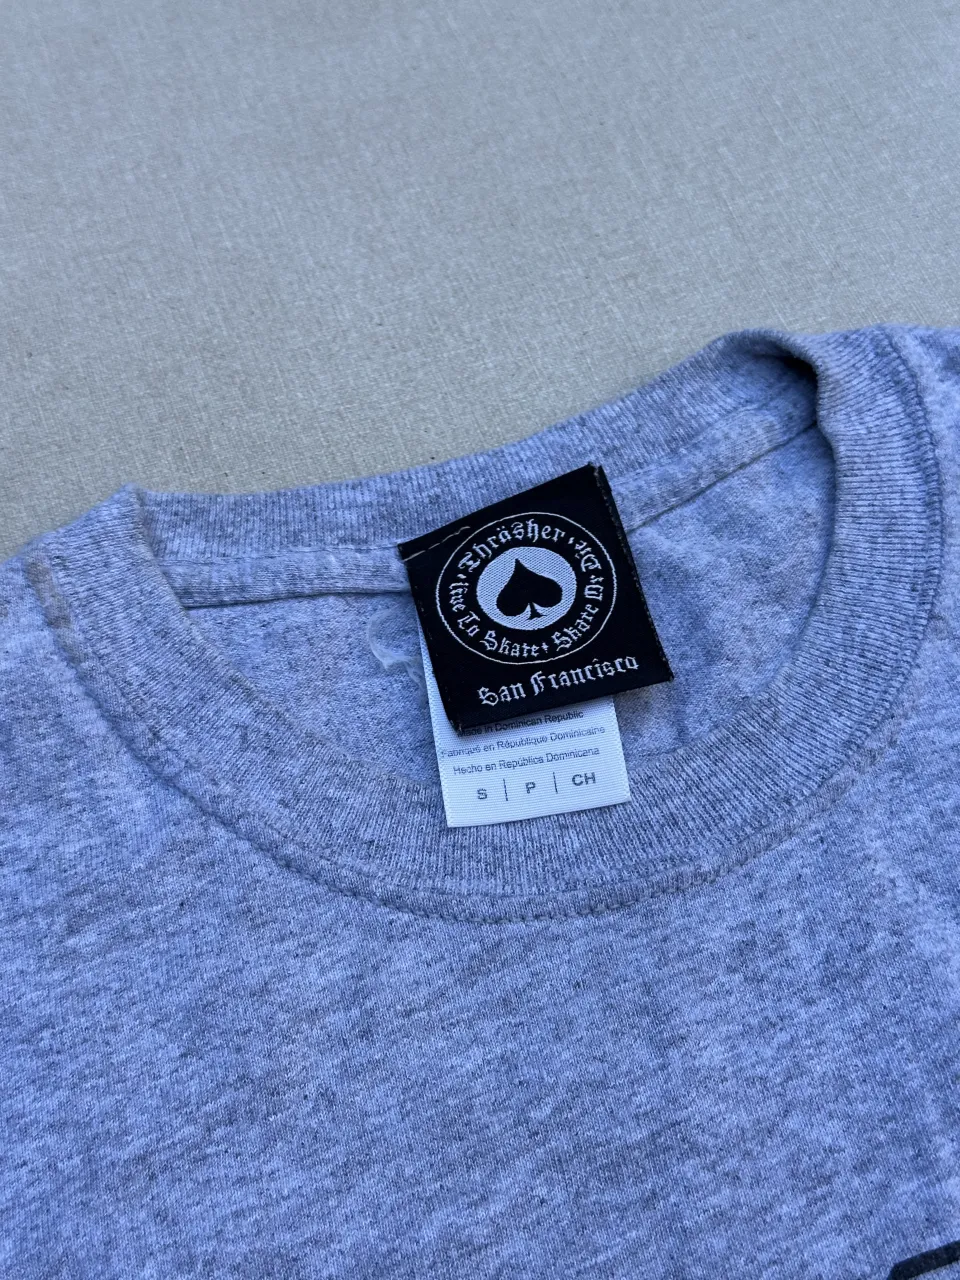 Thräsher
Live To Skate
Skate Or Die
San Francisco
Made in Dominican Republic
Fabriqué en République Dominicaine
Hecho en República Dominicana
S | P | CH